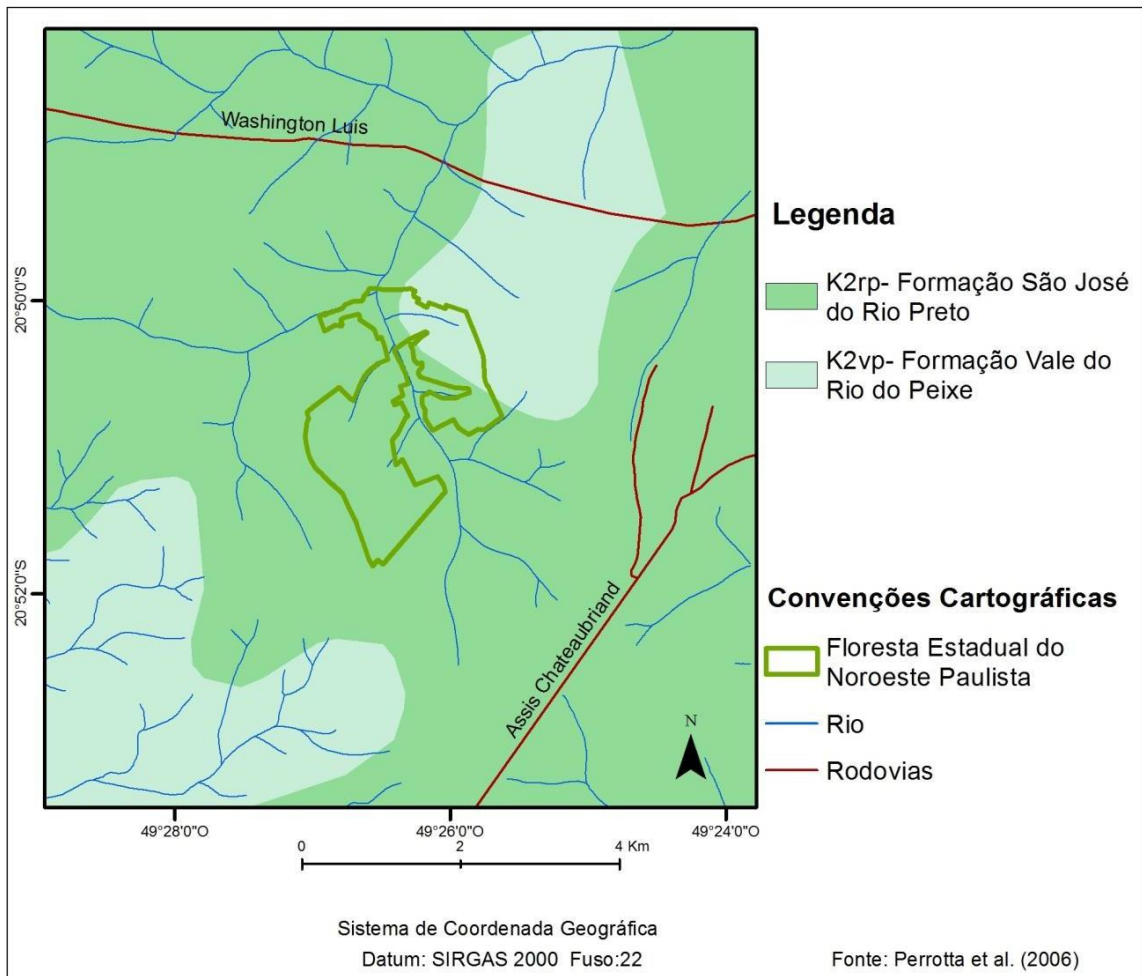 Washington Luis
20°50'0"S
20°52'0"S
Assis Chateaubriand
N
49°28'0"O
49°26'0"O
49°24'0"O
0
2
4 Km
Legenda
K2rp- Formação São José
do Rio Preto
K2vp- Formação Vale do
Rio do Peixe
Convenções Cartográficas
Floresta Estadual do
Noroeste Paulista
Rio
Rodovias
Sistema de Coordenada Geográfica
Datum: SIRGAS 2000 Fuso:22
Fonte: Perrotta et al. (2006)